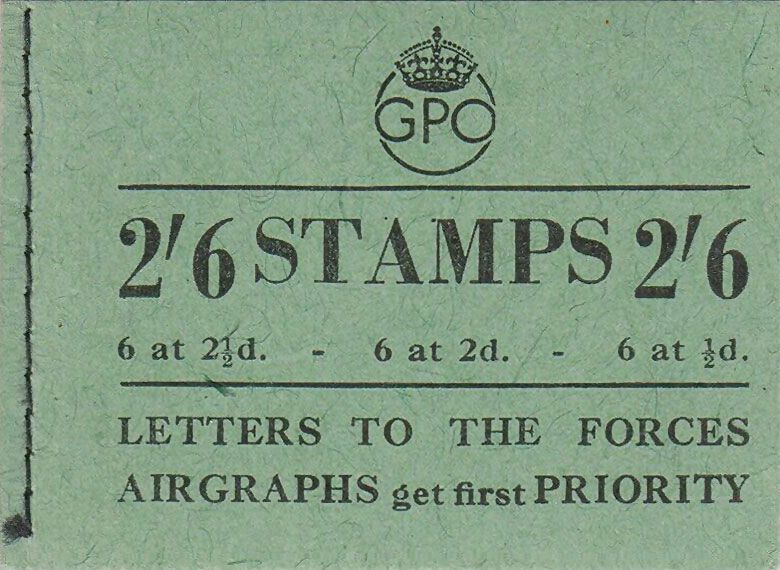 GPO
2'6 STAMPS 2'6
6 at 2½d. - 6 at 2d. - 6 at ½d.
LETTERS TO THE FORCES
AIRGRAPHS get first PRIORITY